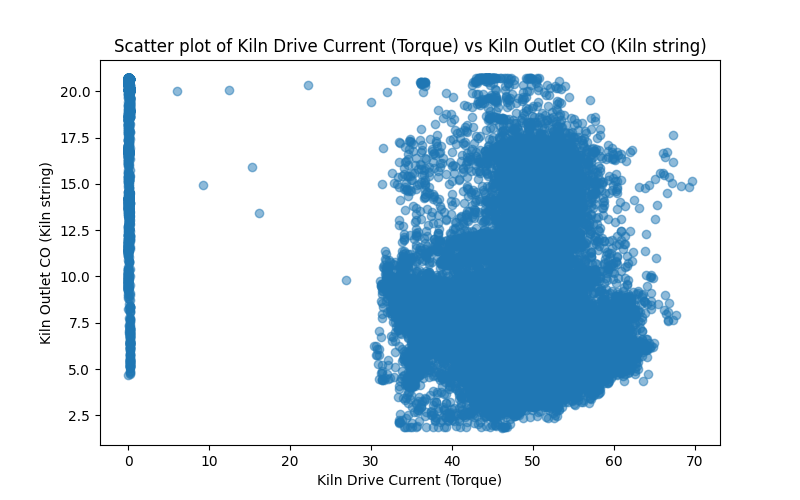 Scatter plot of Kiln Drive Current (Torque) vs Kiln Outlet CO (Kiln string)
Kiln Outlet CO (Kiln string)
20.0
17.5
15.0
12.5
10.0
7.5
5.0
2.5
0 10 20 30 40 50 60 70
Kiln Drive Current (Torque)